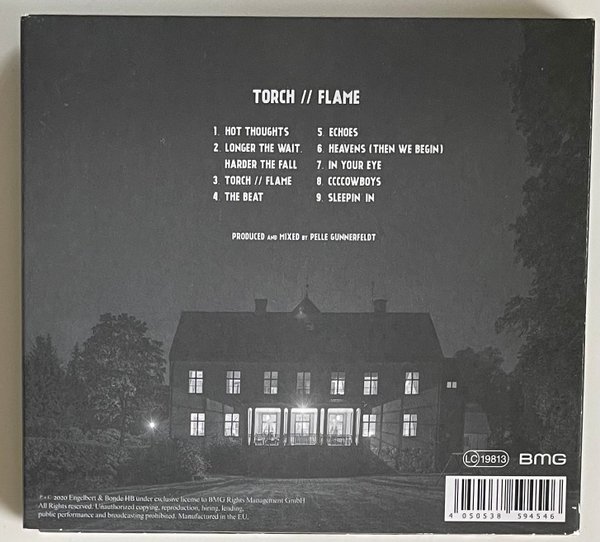 TORCH // FLAME
1. HOT THOUGHTS
2. LONGER THE WAIT.
HARDER THE FALL
3. TORCH // FLAME
4. THE BEAT
5. ECHOES
6. HEAVENS (THEN WE BEGIN)
7. IN YOUR EYE
8. CCCCOWBOYS
9. SLEEPIN IN
PRODUCED AND MIXED BY PELLE GUNNERFELDT
LC 19813 BMG
P+C 2020 Engelbert & Bonde HB under exclusive license to BMG Rights Management GmbH
All Rights reserved. Unauthorized copying, reproduction, hiring, lending,
public performance and broadcasting prohibited. Manufactured in the EU.
4 050538 594546